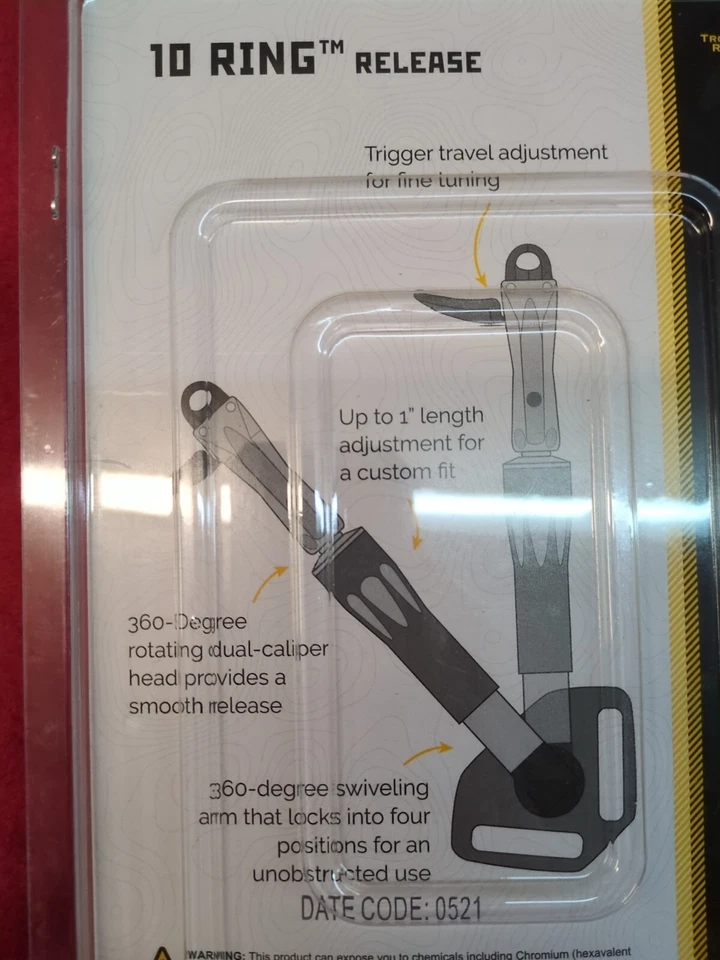 10 RING™ RELEASE
Trigger travel adjustment
for fine tuning
Up to 1” length
adjustment for
a custom fit
360-Degree
rotating dual-caliper
head provides a
smooth release
360-degree swiveling
arm that locks into four
positions for an
unobstructed use
DATE CODE: 0521
WARNING: This product can expose you to chemicals including Chromium (hexavalent